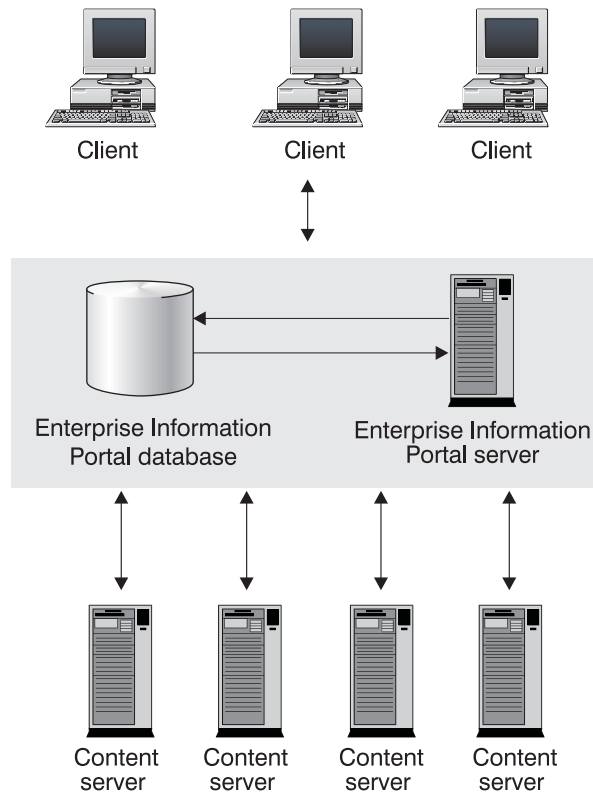 Client
Client
Client
Enterprise Information
Portal database
Enterprise Information
Portal server
Content
server
Content
server
Content
server
Content
server